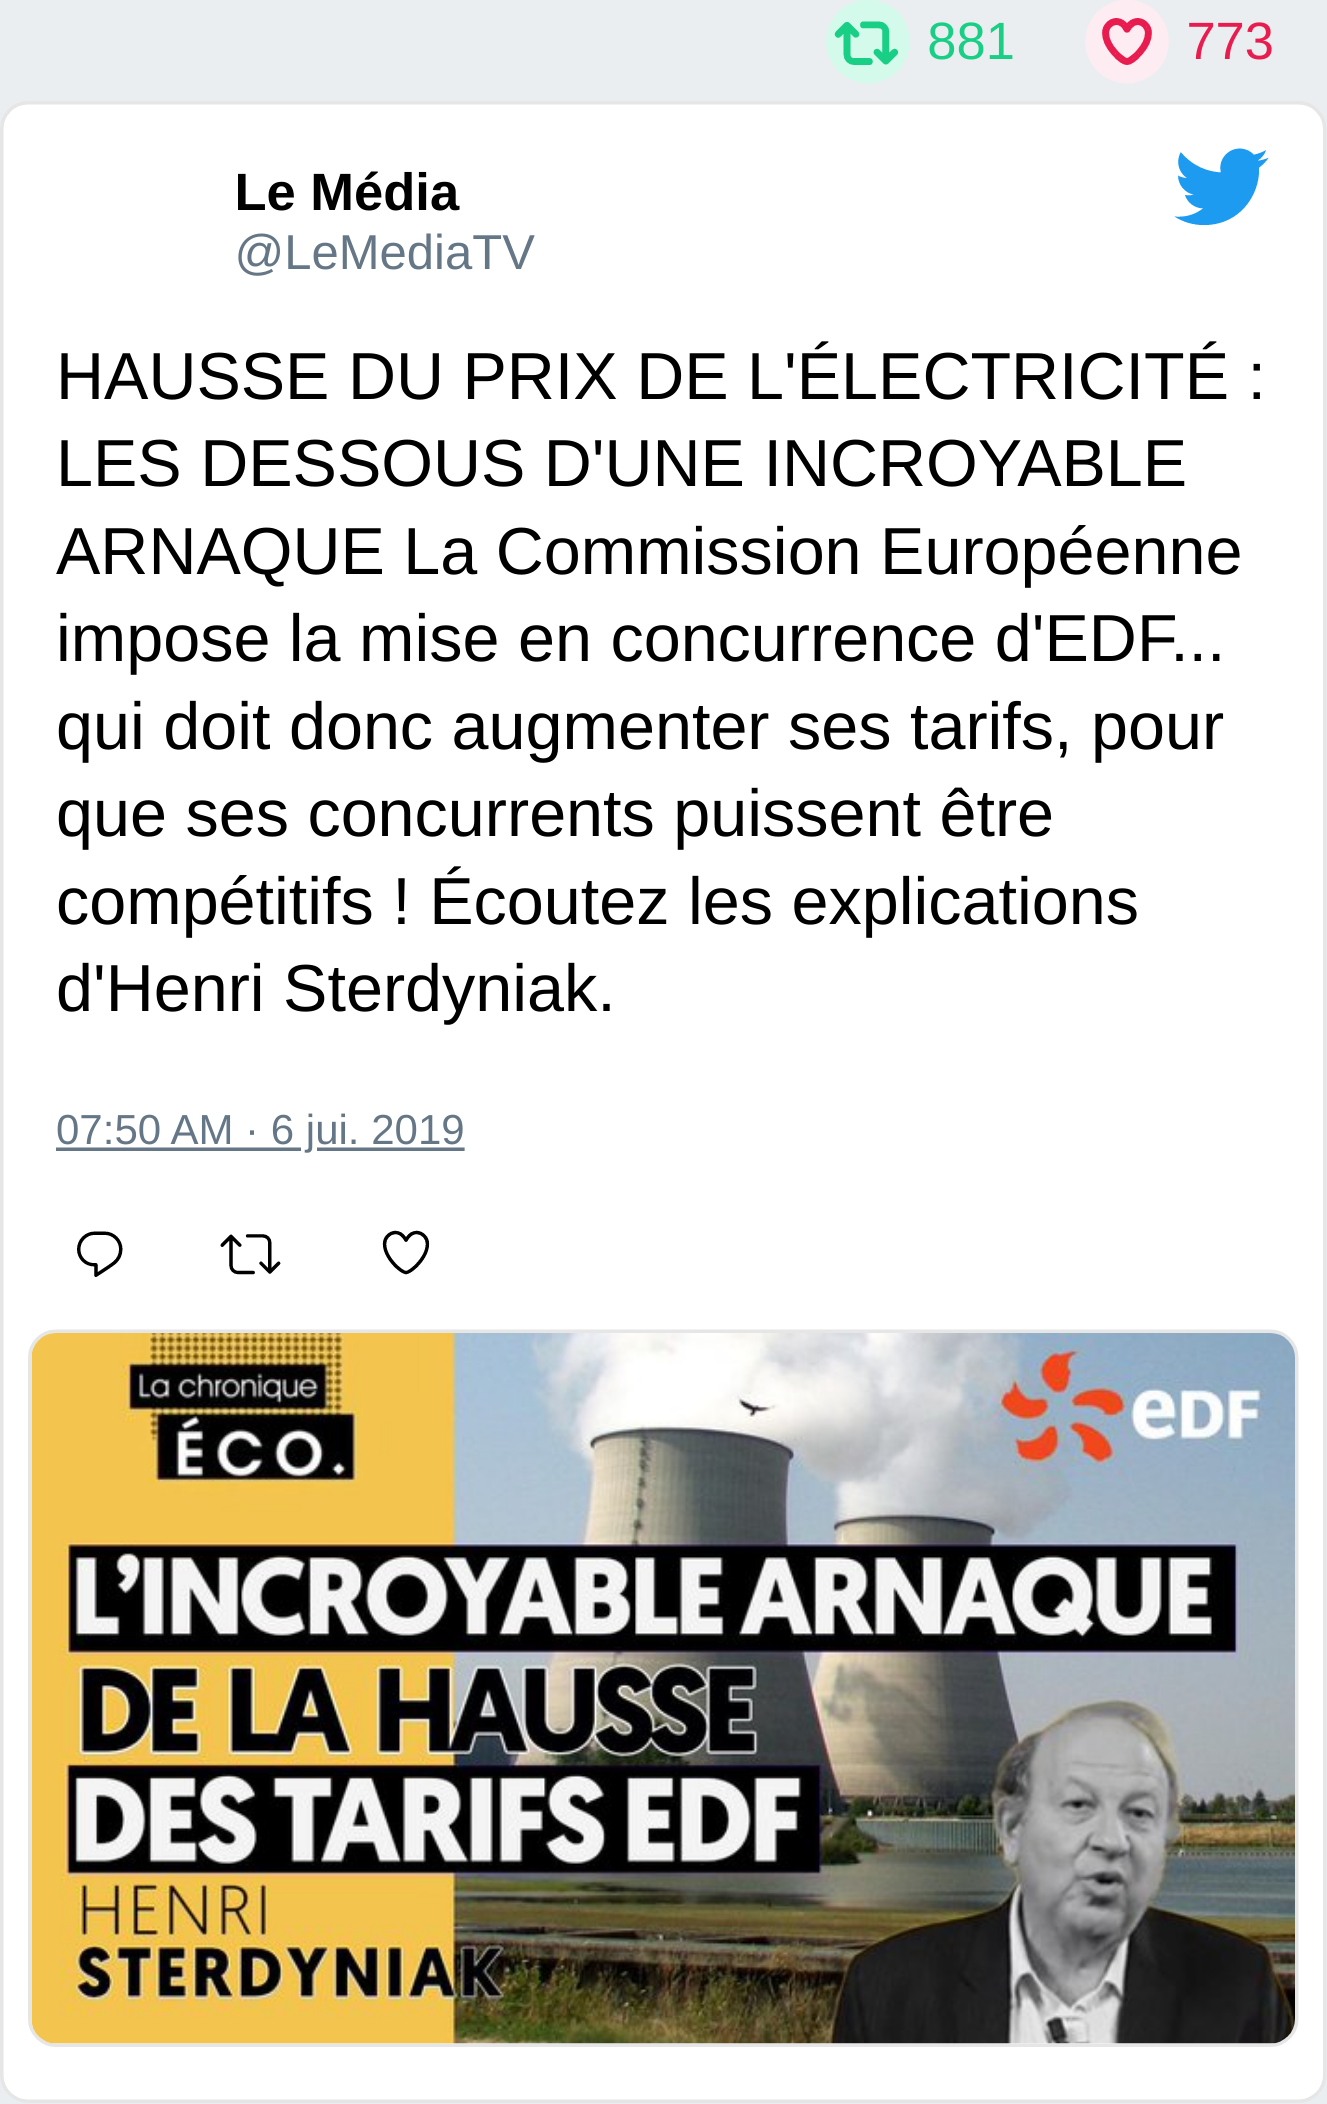 881 773
Le Média
@LeMediaTV
HAUSSE DU PRIX DE L'ÉLECTRICITÉ :
LES DESSOUS D'UNE INCROYABLE
ARNAQUE La Commission Européenne
impose la mise en concurrence d'EDF...
qui doit donc augmenter ses tarifs, pour
que ses concurrents puissent être
compétitifs ! Écoutez les explications
d'Henri Sterdyniak.
07:50 AM · 6 jui. 2019
La chronique
ÉCO.
eDF
L'INCROYABLE ARNAQUE
DE LA HAUSSE
DES TARIFS EDF
HENRI
STERDYNIAK